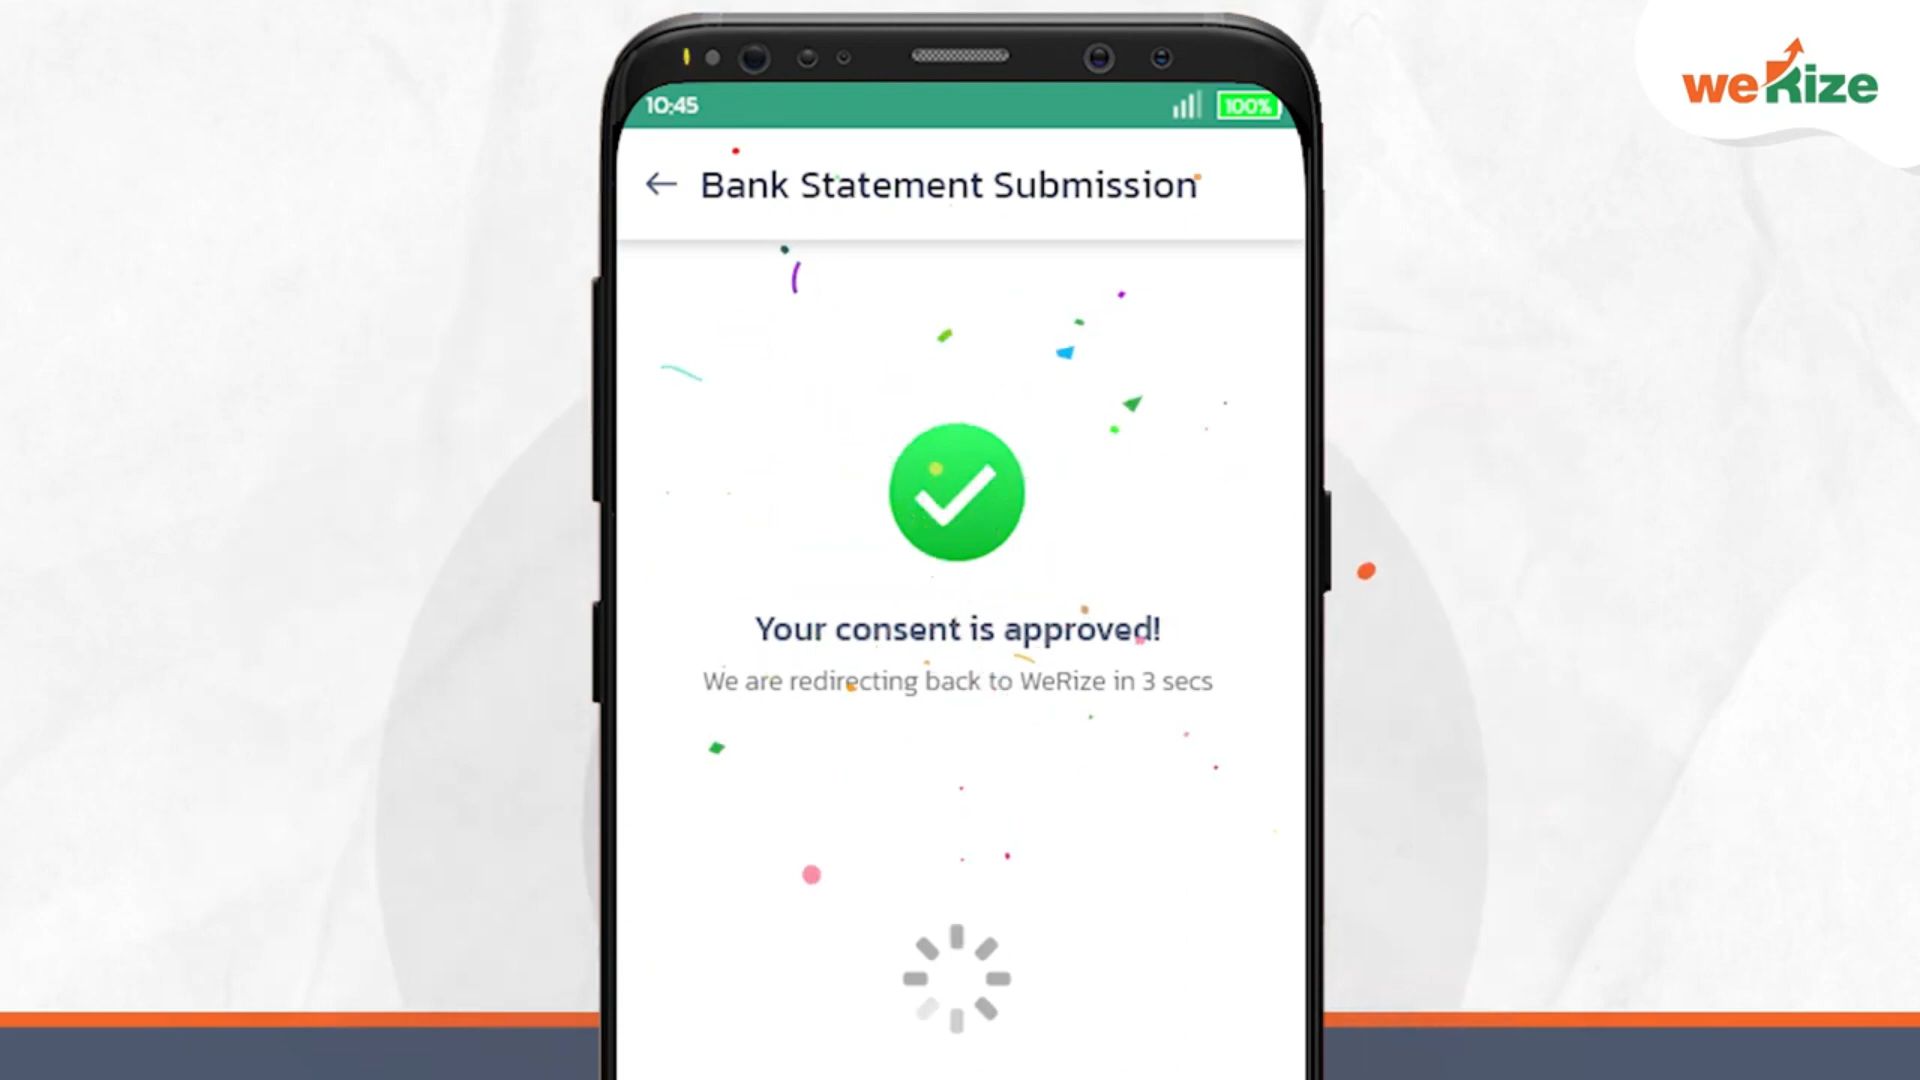 weRize
10:45
100%
Bank Statement Submission
Your consent is approved!
We are redirecting back to WeRize in 3 secs